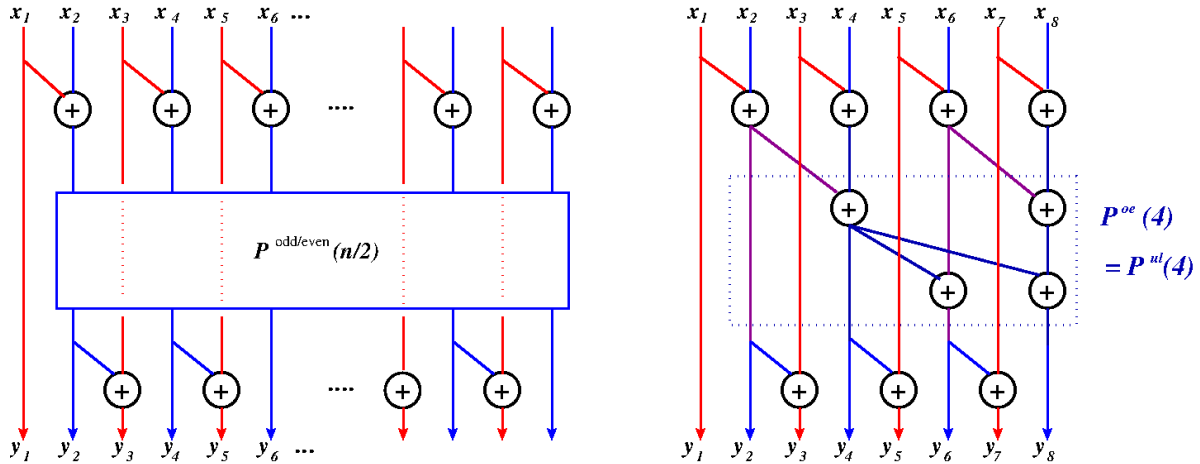 x1 x2 x3 x4 x5 x6 ...
+ + + .... + +
P odd/even (n/2)
+ + .... + +
y1 y2 y3 y4 y5 y6 ...
x1 x2 x3 x4 x5 x6 x7 x8
+ + + +
+ +
P oe (4)
= P ul (4)
+ +
+ + +
y1 y2 y3 y4 y5 y6 y7 y8